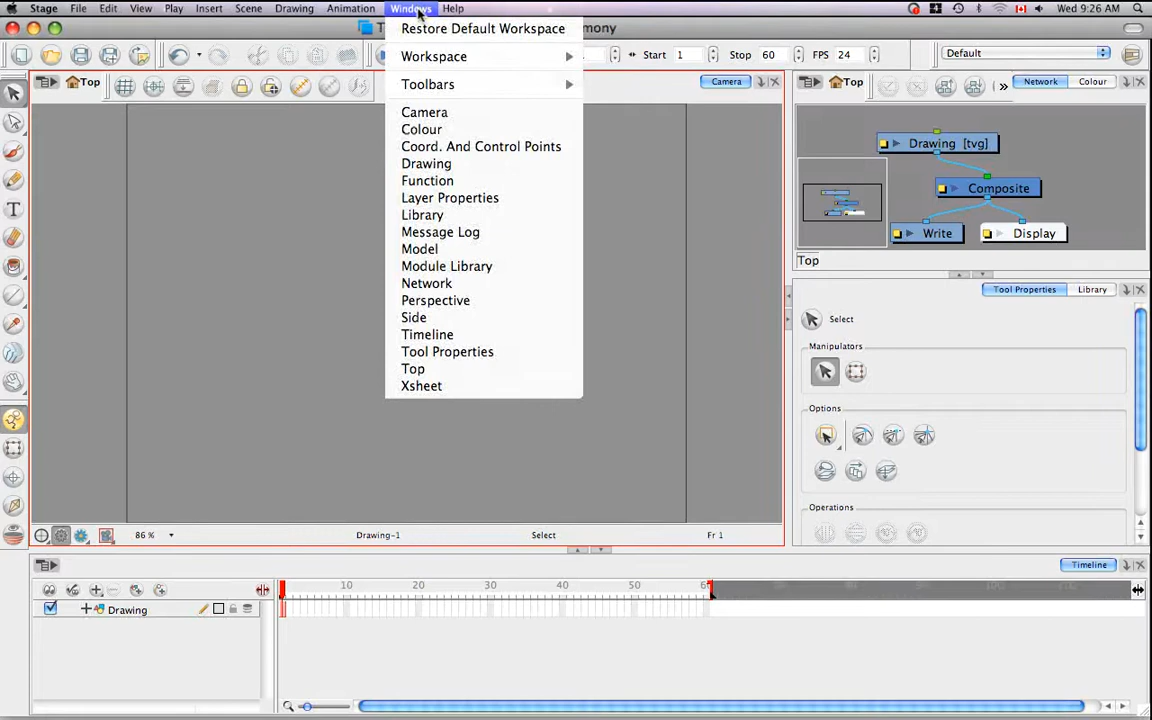 Stage File Edit View Play Insert Scene Drawing Animation Windows Help Wed 9:26 AM
mony
Start 1 Stop 60 FPS 24 Default
Top Camera Top » Network Colour
Restore Default Workspace
Workspace
Toolbars
Camera
Colour
Coord. And Control Points
Drawing
Function
Layer Properties
Library
Message Log
Model
Module Library
Network
Perspective
Side
Timeline
Tool Properties
Top
Xsheet
Drawing [tvg]
Composite
Write Display
Top
Tool Properties Library
Select
Manipulators
Options
Operations
86 % Drawing-1 Select Fr 1
Timeline
10 20 30 40 50
Drawing